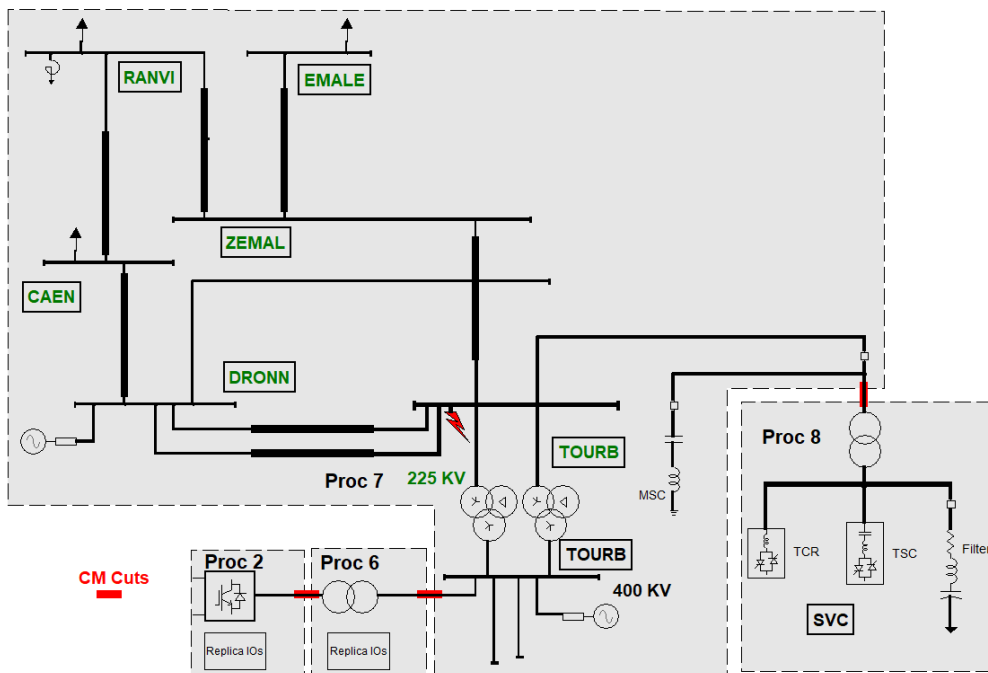 RANVI
EMALE
ZEMAL
CAEN
DRONN
TOURB
Proc 8
Proc 7
225 KV
MSC
TCR
TSC
Filter
TOURB
Proc 2
Proc 6
CM Cuts
400 KV
SVC
Replica IOs
Replica IOs